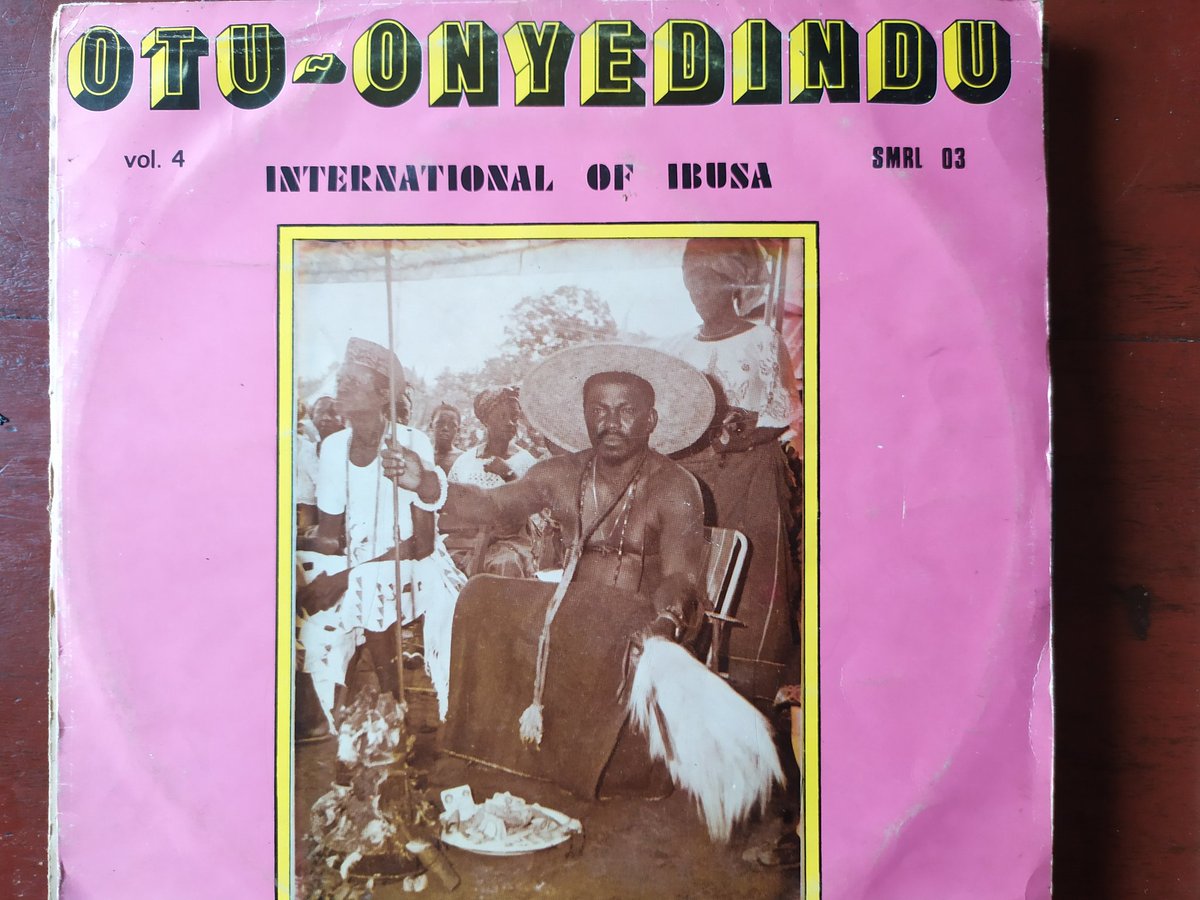 OTU~ONYEDINDU
vol. 4
SMRL 03
INTERNATIONAL OF IBUSA